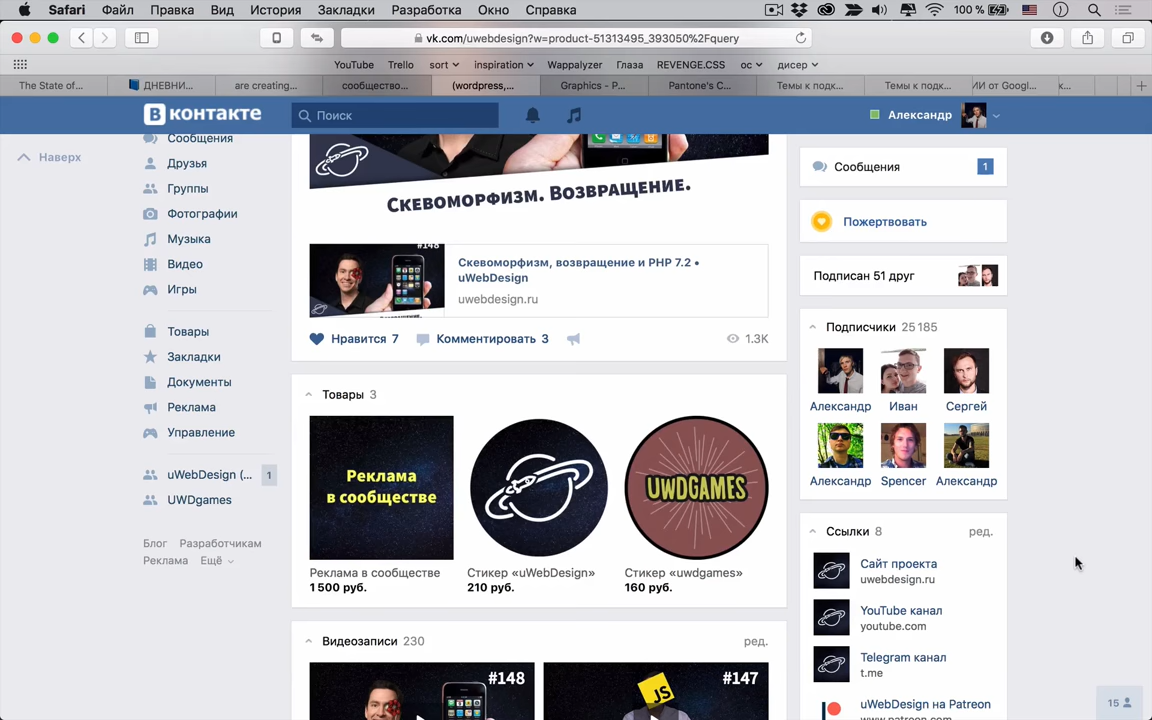 Safari Файл Правка Вид История Закладки Разработка Окно Справка 100 %
vk.com/uwebdesign?w=product-51313495_393050%2Fquery
YouTube Trello sort inspiration Wappalyzer Глаза REVENGE.CSS ос дисер
The State of... ДНЕВНИ... are creating... сообщество... (wordpress,... Graphics - P... Pantone's C... Темы к подк... Темы к подк... ИИ от Googl... к...
В контакте Поиск Александр
Наверх
Сообщения
Друзья
Группы
Фотографии
Музыка
Видео
Игры
Товары
Закладки
Документы
Реклама
Управление
uWebDesign (... 1
UWDgames
Блог Разработчикам
Реклама Ещё
Скевоморфизм. Возвращение.
#148
Скевоморфизм, возвращение и PHP 7.2 •
uWebDesign
uwebdesign.ru
Нравится 7 Комментировать 3 1.3K
Товары 3
Реклама
в сообществе
UWDGAMES
Реклама в сообществе Стикер «uWebDesign» Стикер «uwdgames»
1 500 руб. 210 руб. 160 руб.
Видеозаписи 230 ред.
#148 JS #147
Сообщения 1
Пожертвовать
Подписан 51 друг
Подписчики 25 185
Александр Иван Сергей
Александр Spencer Александр
Ссылки 8 ред.
Сайт проекта
uwebdesign.ru
YouTube канал
youtube.com
Telegram канал
t.me
uWebDesign на Patreon
www.patreon.com
15